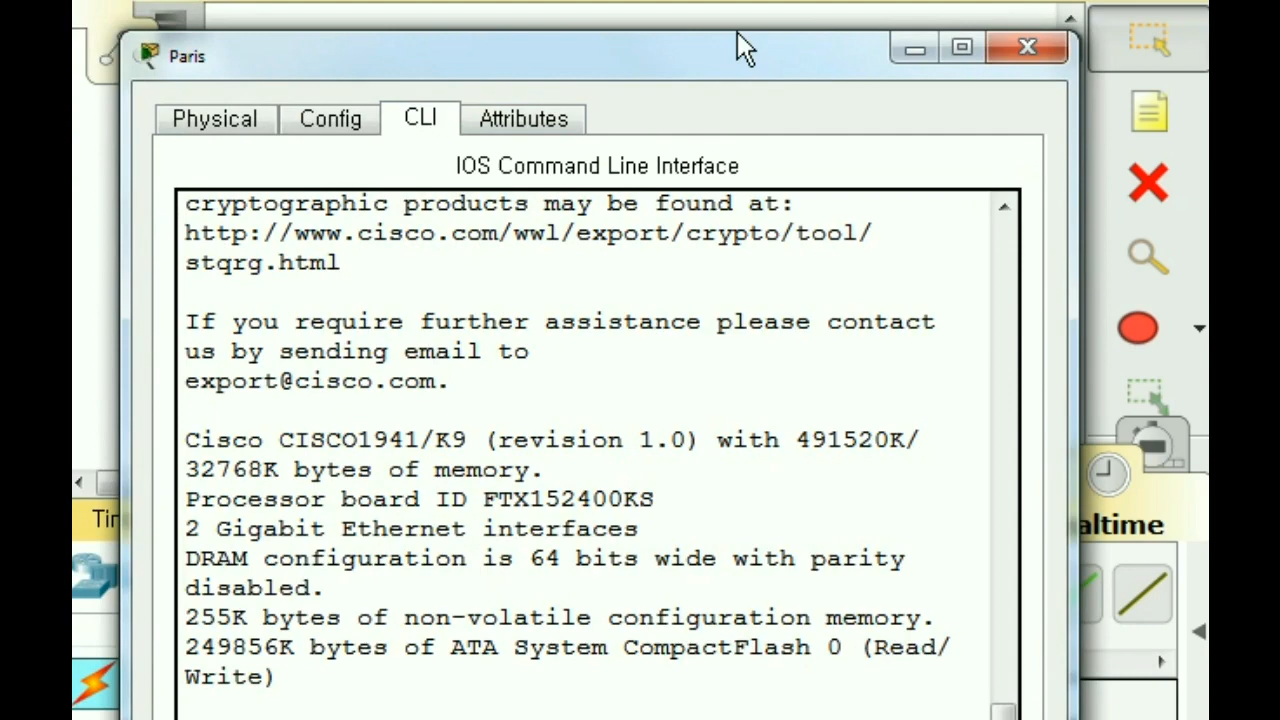 Paris
Physical
Config
CLI
Attributes
IOS Command Line Interface
cryptographic products may be found at:
http://www.cisco.com/wwl/export/crypto/tool/
stqrg.html
If you require further assistance please contact
us by sending email to
export@cisco.com.
Cisco CISCO1941/K9 (revision 1.0) with 491520K/
32768K bytes of memory.
Processor board ID FTX152400KS
2 Gigabit Ethernet interfaces
DRAM configuration is 64 bits wide with parity
disabled.
255K bytes of non-volatile configuration memory.
249856K bytes of ATA System CompactFlash 0 (Read/
Write)
Tir
altime